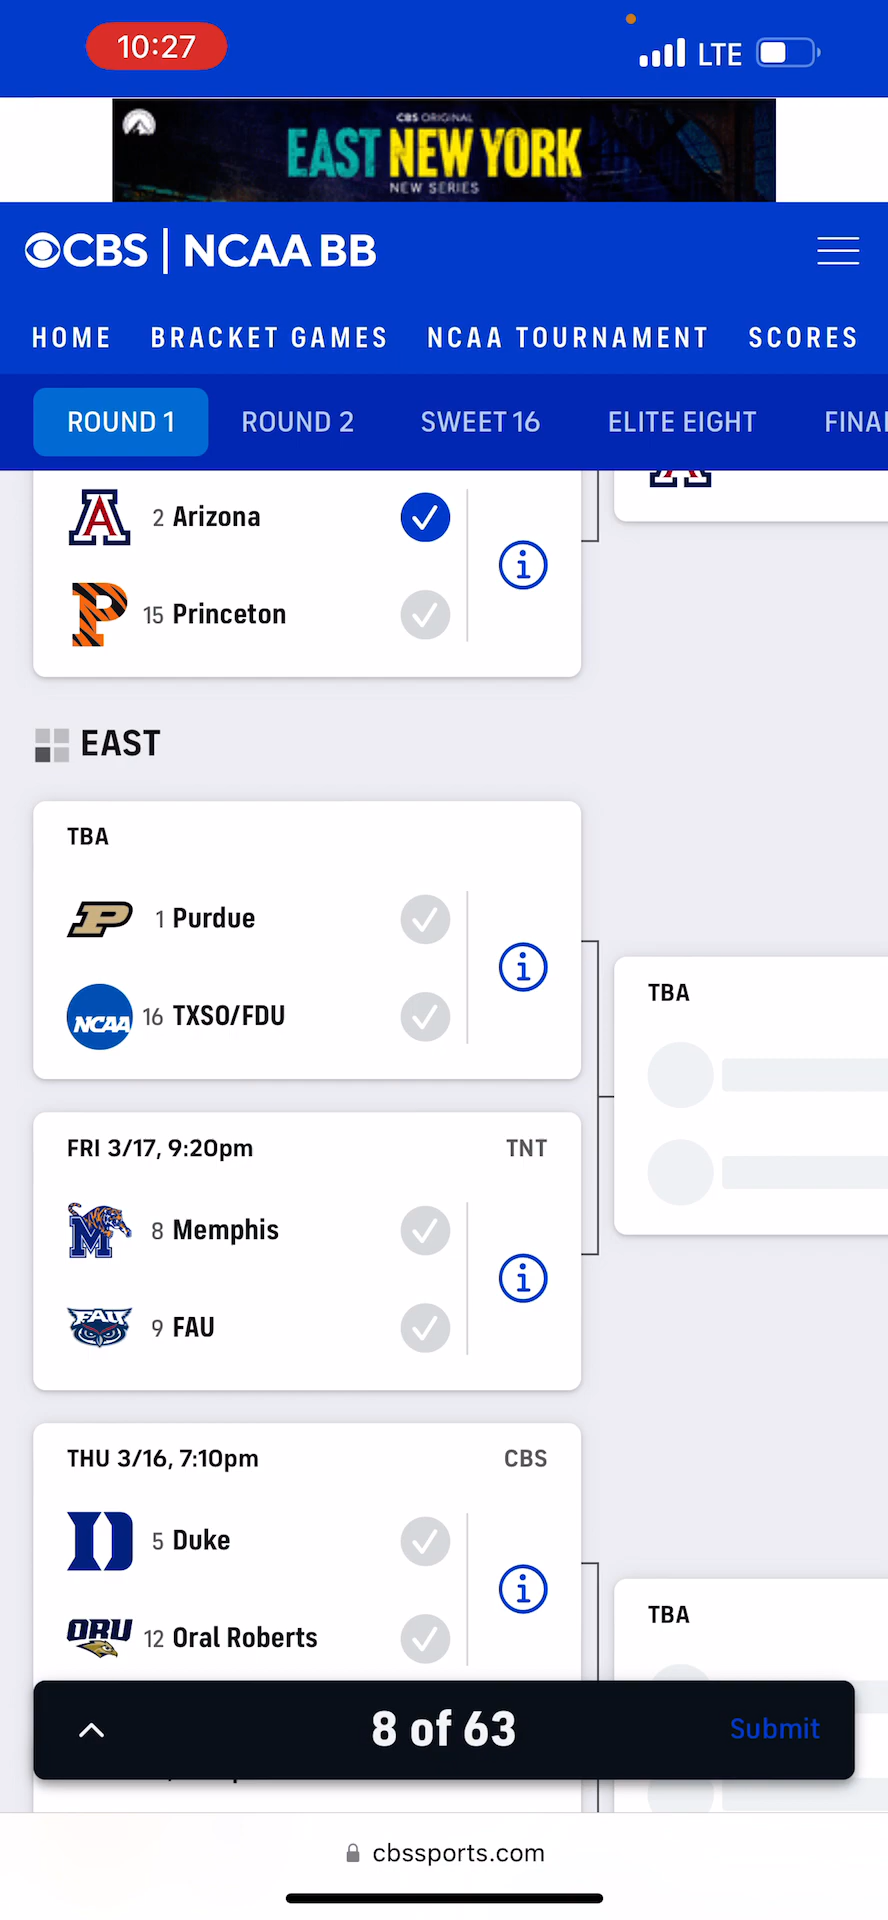 10:27
LTE
CBS ORIGINAL
EAST NEW YORK
NEW SERIES
CBS | NCAA BB
HOME BRACKET GAMES NCAA TOURNAMENT SCORES
ROUND 1 ROUND 2 SWEET 16 ELITE EIGHT FINAL
2 Arizona
15 Princeton
EAST
TBA
1 Purdue
NCAA 16 TXSO/FDU
TBA
FRI 3/17, 9:20pm TNT
8 Memphis
FAU 9 FAU
THU 3/16, 7:10pm CBS
5 Duke
TBA
ORU 12 Oral Roberts
8 of 63
Submit
cbssports.com